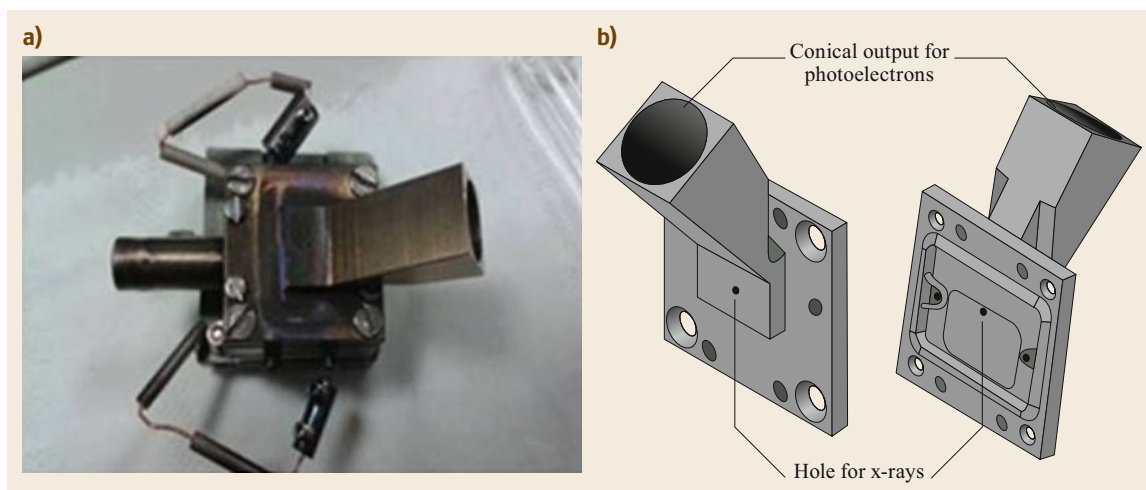 a)
b)
Conical output for
photoelectrons
Hole for x-rays